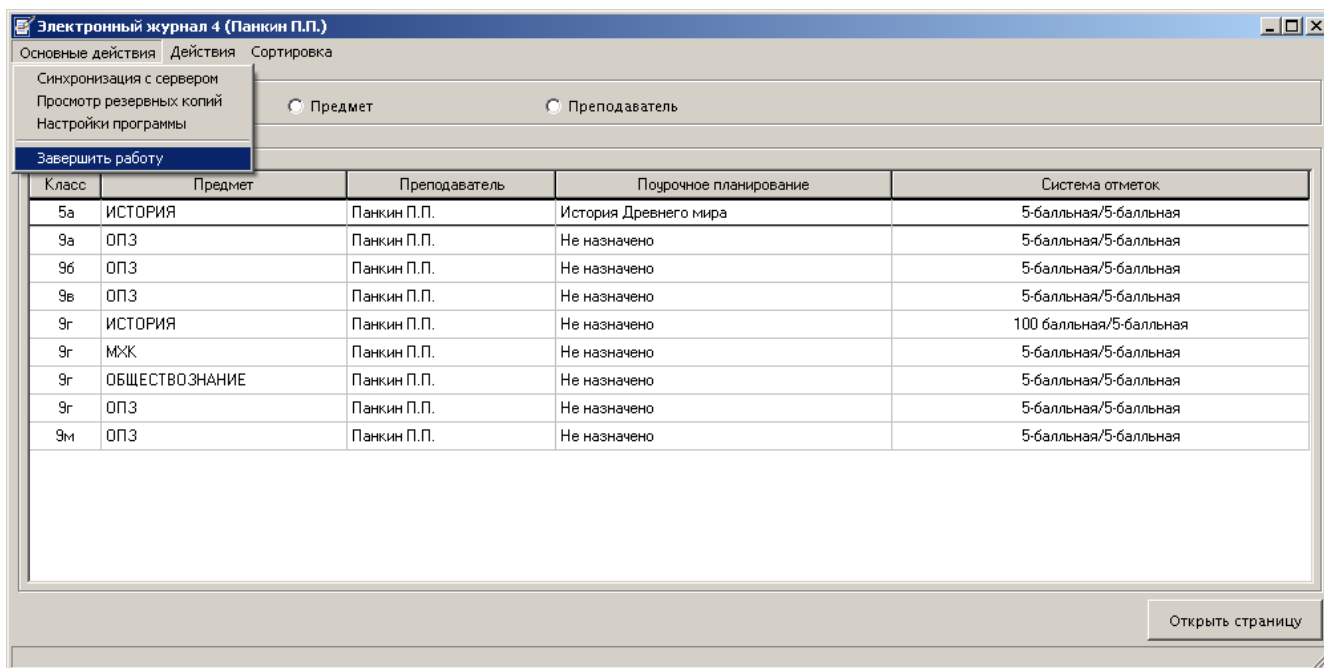 Электронный журнал 4 (Панкин П.П.)
Основные действия Действия Сортировка
Синхронизация с сервером
Просмотр резервных копий
Настройки программы
Завершить работу
Предмет Преподаватель
Класс Предмет Преподаватель Поурочное планирование Система отметок
5а ИСТОРИЯ Панкин П.П. История Древнего мира 5-балльная/5-балльная
9а ОПЗ Панкин П.П. Не назначено 5-балльная/5-балльная
9б ОПЗ Панкин П.П. Не назначено 5-балльная/5-балльная
9в ОПЗ Панкин П.П. Не назначено 5-балльная/5-балльная
9г ИСТОРИЯ Панкин П.П. Не назначено 100 балльная/5-балльная
9г МХК Панкин П.П. Не назначено 5-балльная/5-балльная
9г ОБЩЕСТВОЗНАНИЕ Панкин П.П. Не назначено 5-балльная/5-балльная
9г ОПЗ Панкин П.П. Не назначено 5-балльная/5-балльная
9м ОПЗ Панкин П.П. Не назначено 5-балльная/5-балльная
Открыть страницу